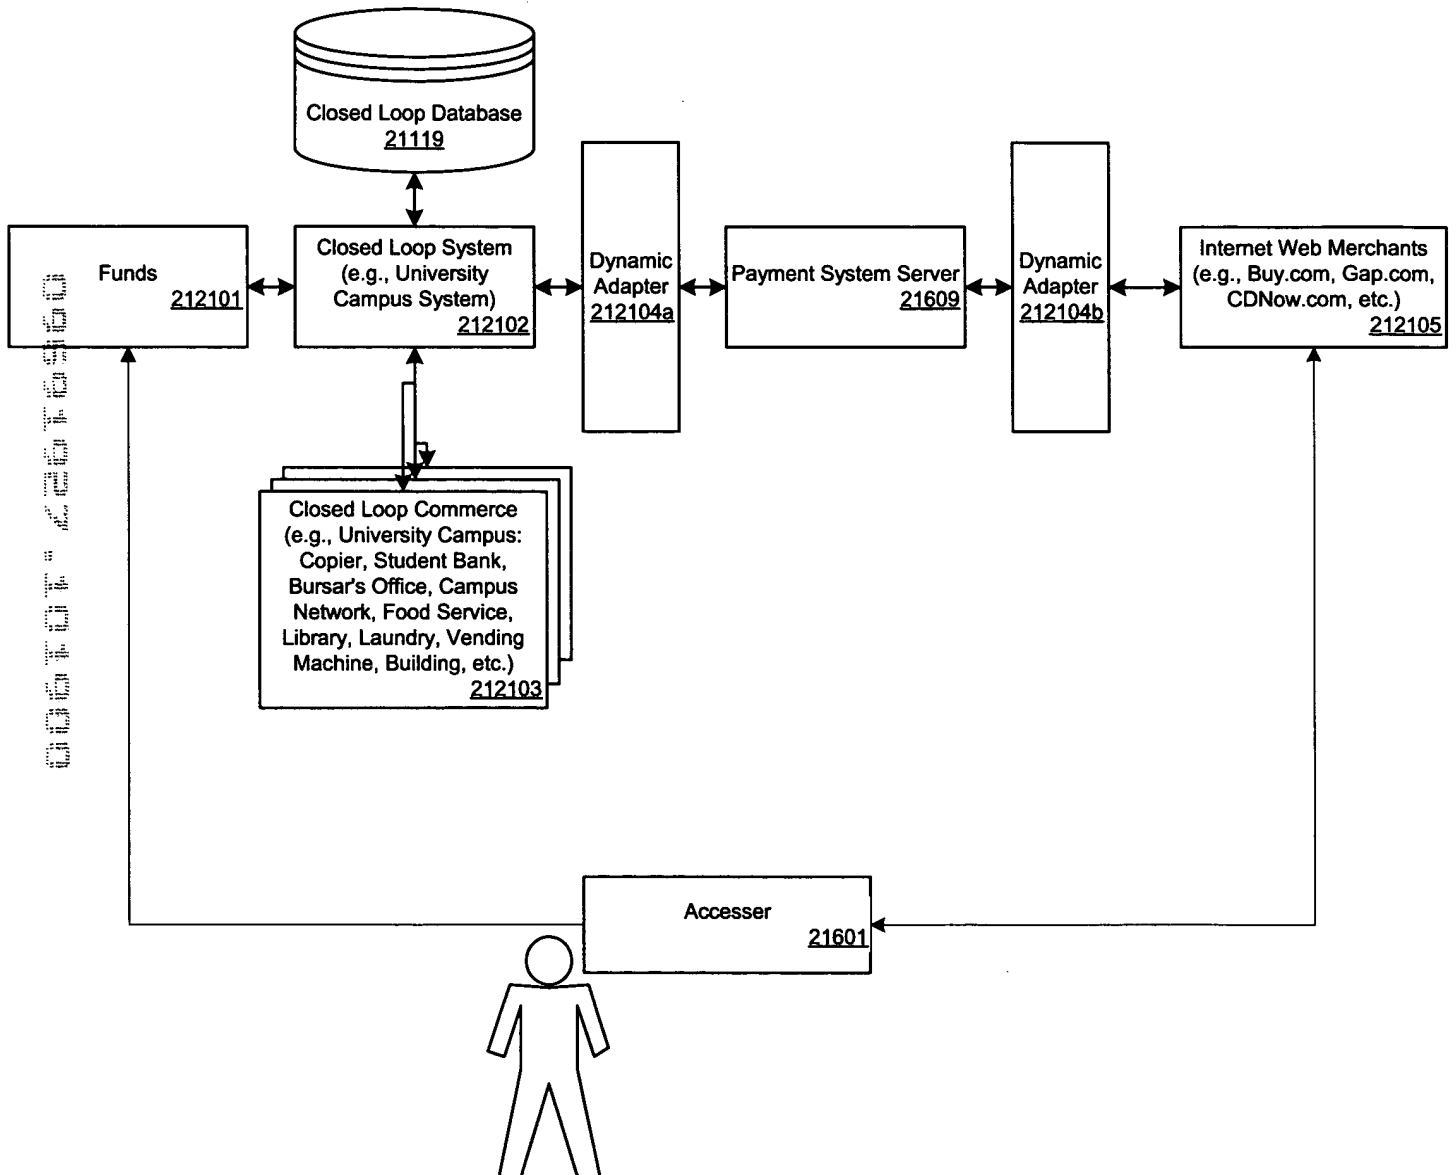 Closed Loop Database
21119
Funds
212101
Closed Loop System
(e.g., University
Campus System)
212102
Dynamic
Adapter
212104a
Payment System Server
21609
Dynamic
Adapter
212104b
Internet Web Merchants
(e.g., Buy.com, Gap.com,
CDNow.com, etc.)
212105
Closed Loop Commerce
(e.g., University Campus:
Copier, Student Bank,
Bursar's Office, Campus
Network, Food Service,
Library, Laundry, Vending
Machine, Building, etc.)
212103
Accesser
21601